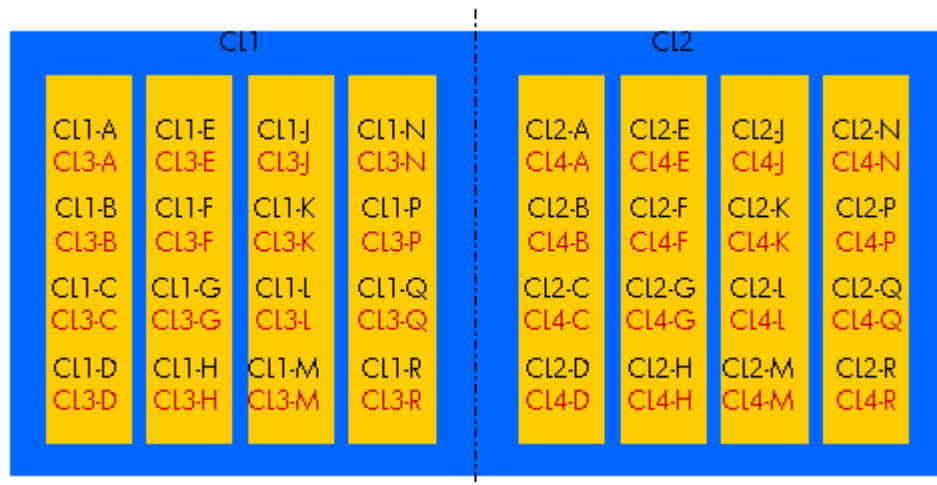 CL1 CL2
CL1-A CL1-E CL1-J CL1-N CL2-A CL2-E CL2-J CL2-N
CL3-A CL3-E CL3-J CL3-N CL4-A CL4-E CL4-J CL4-N
CL1-B CL1-F CL1-K CL1-P CL2-B CL2-F CL2-K CL2-P
CL3-B CL3-F CL3-K CL3-P CL4-B CL4-F CL4-K CL4-P
CL1-C CL1-G CL1-L CL1-Q CL2-C CL2-G CL2-L CL2-Q
CL3-C CL3-G CL3-L CL3-Q CL4-C CL4-G CL4-L CL4-Q
CL1-D CL1-H CL1-M CL1-R CL2-D CL2-H CL2-M CL2-R
CL3-D CL3-H CL3-M CL3-R CL4-D CL4-H CL4-M CL4-R